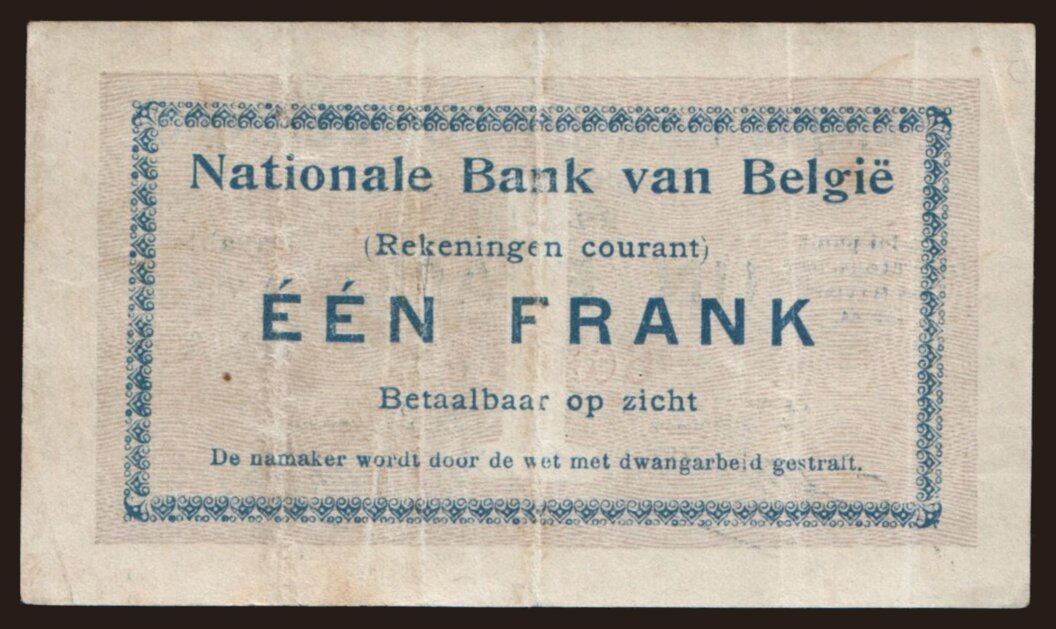 Nationale Bank van België
(Rekeningen courant)
ÉÉN FRANK
Betaalbaar op zicht
De namaker wordt door de wet met dwangarbeid gestraft.